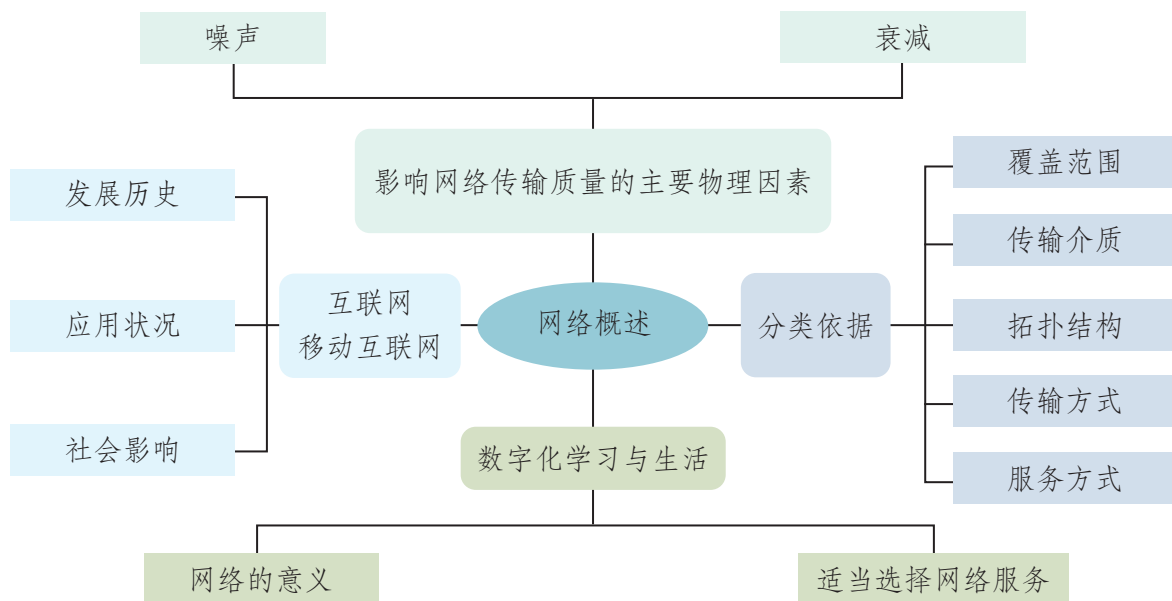 噪声
衰减
影响网络传输质量的主要物理因素
发展历史
应用状况
社会影响
互联网
移动互联网
网络概述
分类依据
覆盖范围
传输介质
拓扑结构
传输方式
服务方式
数字化学习与生活
网络的意义
适当选择网络服务